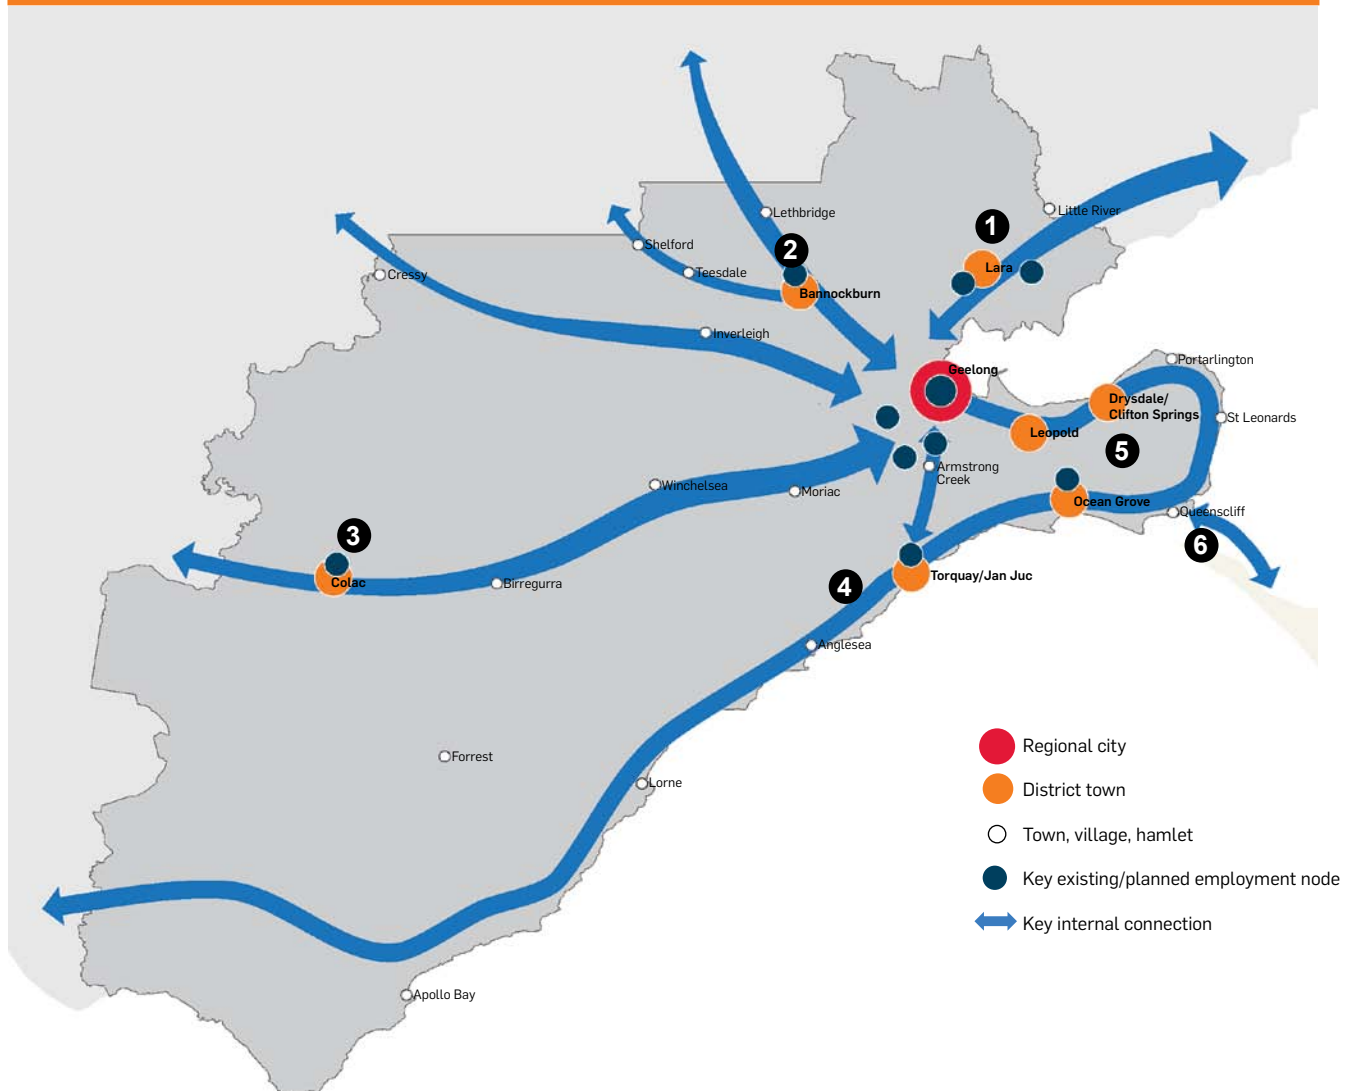 Lethbridge
Little River
1
Shelford
2
Lara
Cressy
Teesdale
Bannockburn
Inverleigh
Portarlington
Geelong
Drysdale/
Clifton Springs
St Leonards
Leopold
5
Armstrong
Creek
Winchelsea
Moriac
Ocean Grove
Queenscliff
3
6
Colac
Birregurra
Torquay/Jan Juc
4
Anglesea
Forrest
Lorne
Apollo Bay
Regional city
District town
Town, village, hamlet
Key existing/planned employment node
Key internal connection